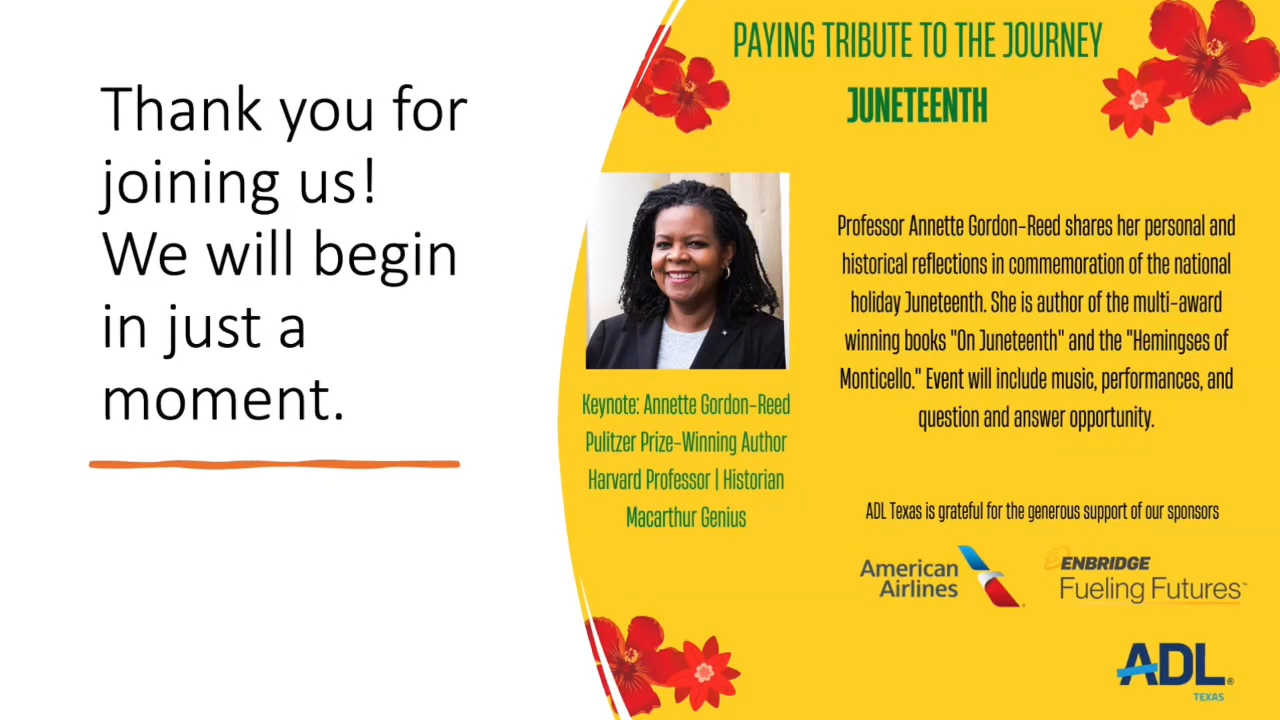 Thank you for
joining us!
We will begin
in just a
moment.
PAYING TRIBUTE TO THE JOURNEY
JUNETEENTH
Keynote: Annette Gordon-Reed
Pulitzer Prize-Winning Author
Harvard Professor | Historian
Macarthur Genius
Professor Annette Gordon-Reed shares her personal and
historical reflections in commemoration of the national
holiday Juneteenth. She is author of the multi-award
winning books "On Juneteenth" and the "Hemingses of
Monticello." Event will include music, performances, and
question and answer opportunity.
ADL Texas is grateful for the generous support of our sponsors
American
Airlines
ENBRIDGE
Fueling Futures™
ADL®
TEXAS